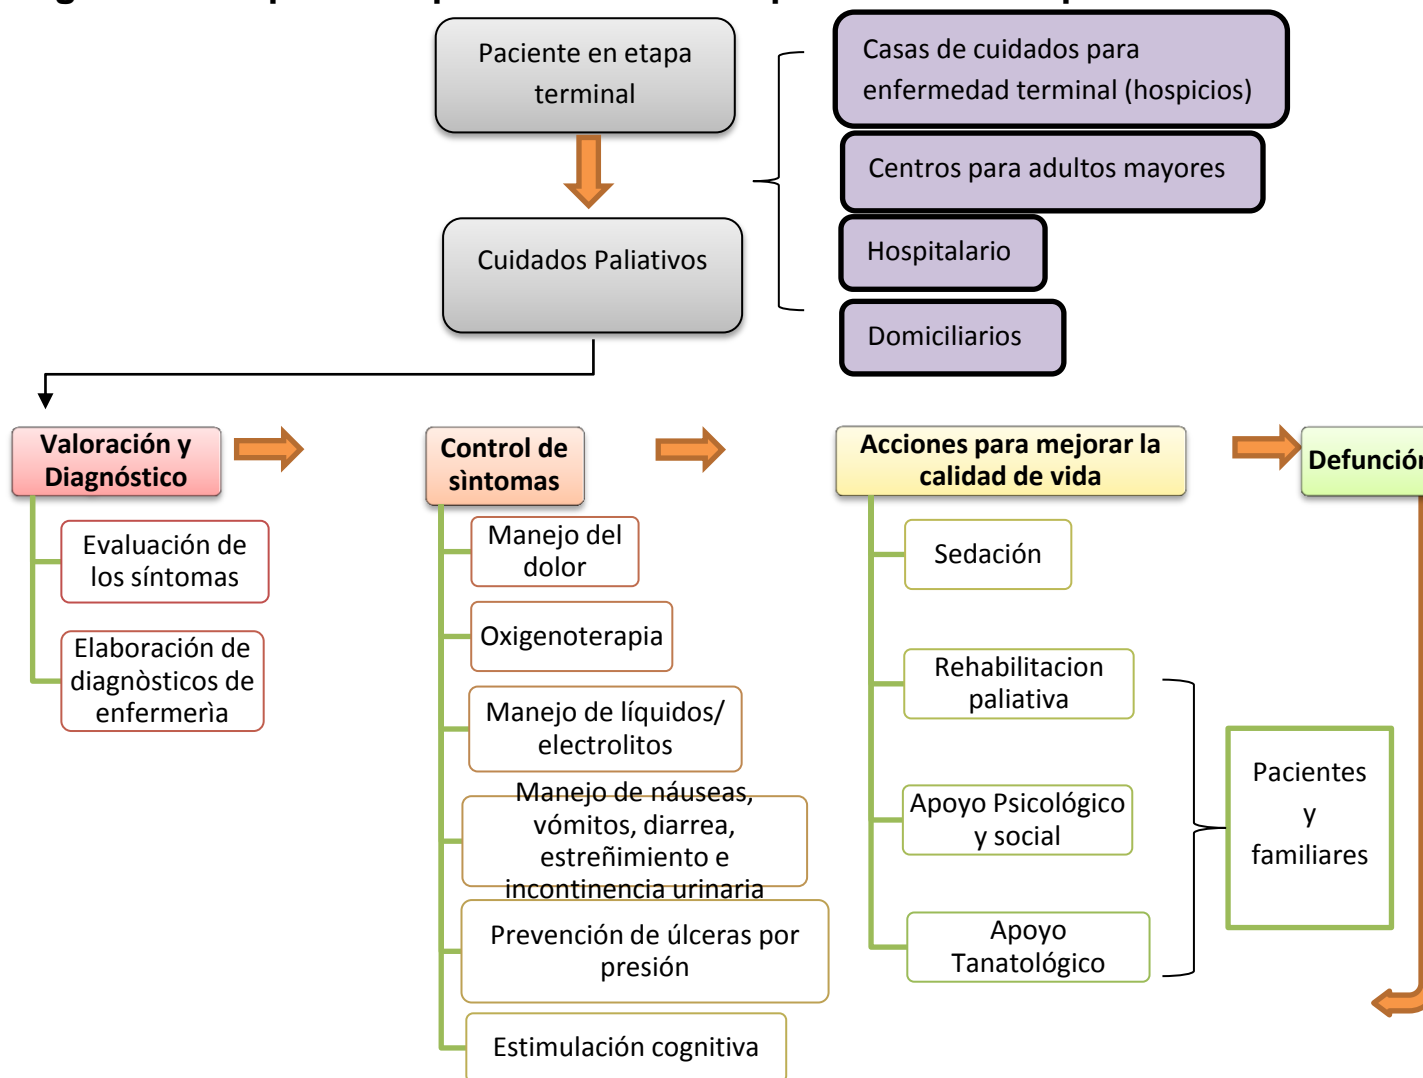 Paciente en etapa
terminal
Casas de cuidados para
enfermedad terminal (hospicios)
Centros para adultos mayores
Cuidados Paliativos
Hospitalario
Domiciliarios
Valoración y
Diagnóstico
Evaluación de
los síntomas
Elaboración de
diagnòsticos de
enfermerìa
Control de
sìntomas
Manejo del
dolor
Oxigenoterapia
Manejo de líquidos/
electrolitos
Manejo de náuseas,
vómitos, diarrea,
estreñimiento e
incontinencia urinaria
Prevención de úlceras por
presión
Estimulación cognitiva
Acciones para mejorar la
calidad de vida
Sedación
Rehabilitacion
paliativa
Apoyo Psicológico
y social
Apoyo
Tanatológico
Pacientes
y
familiares
Defunción